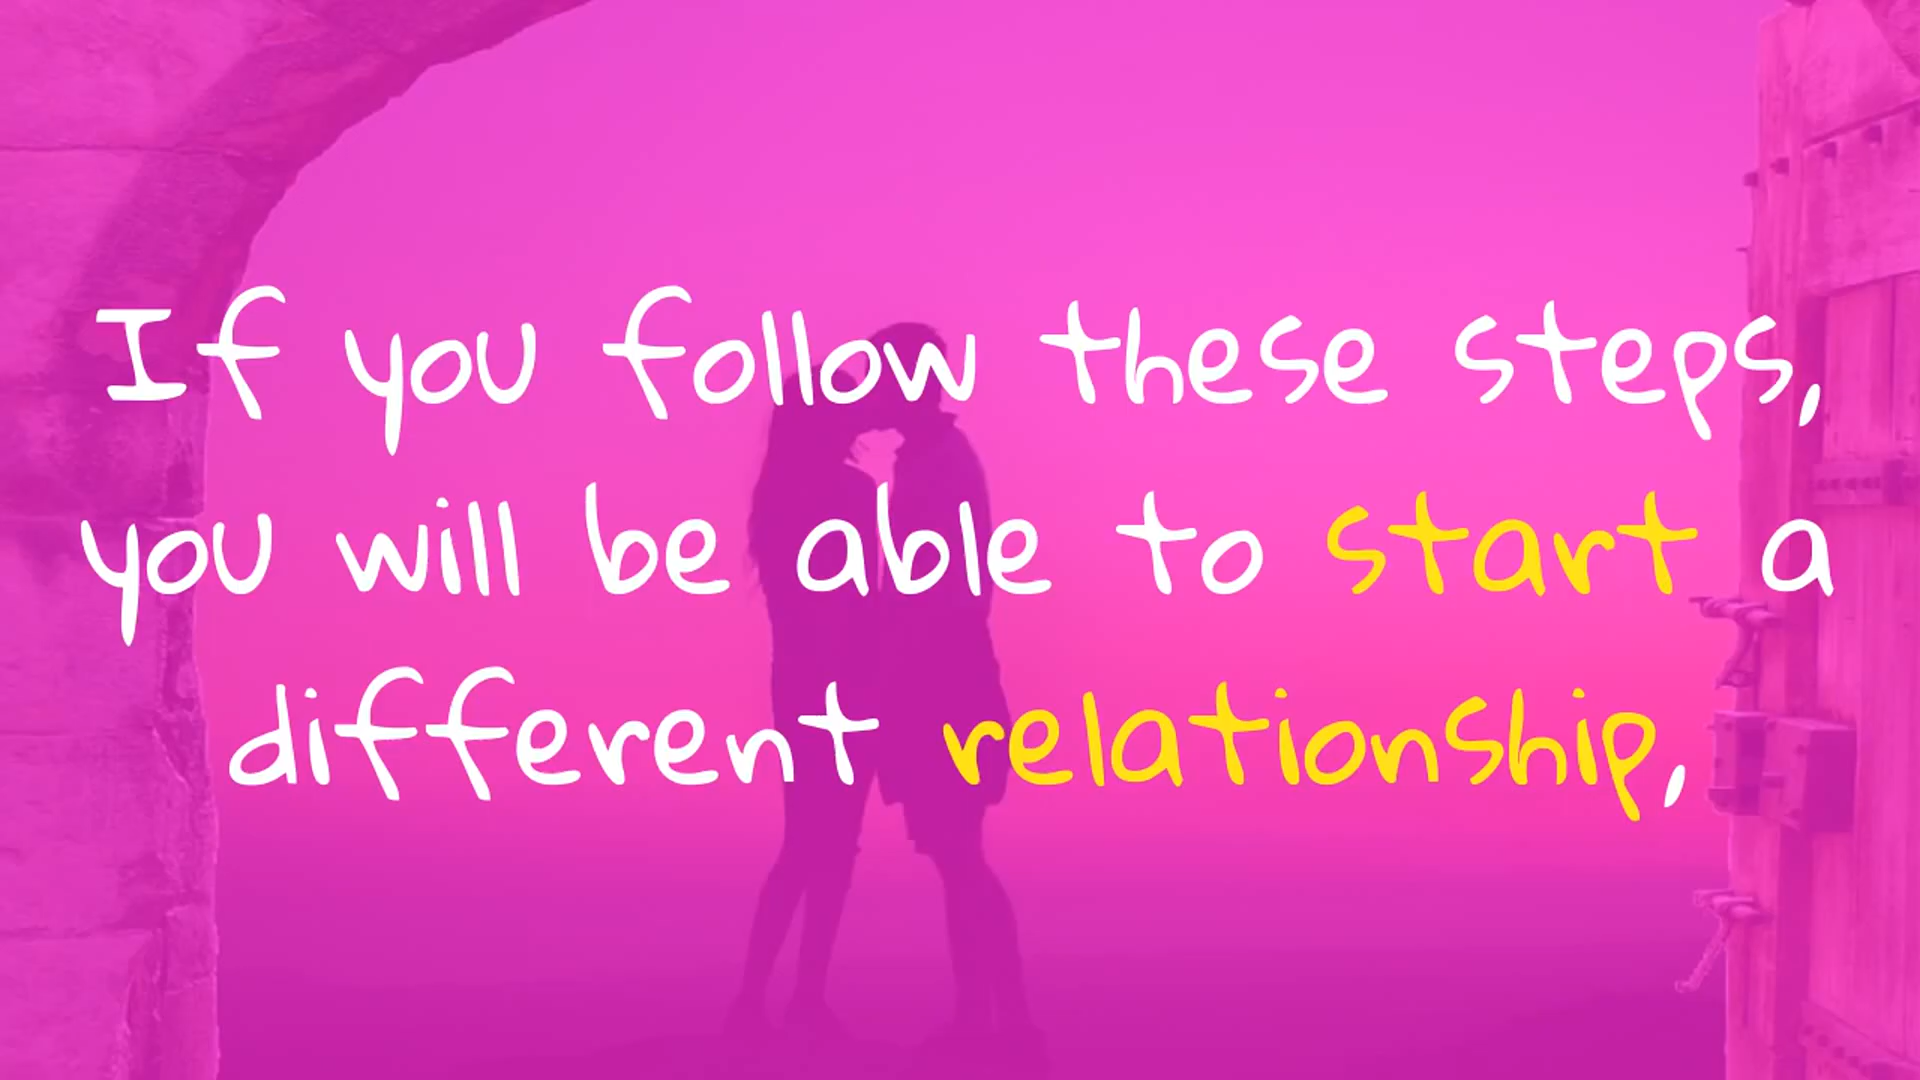 If you follow these steps,
you will be able to start a
different relationship,